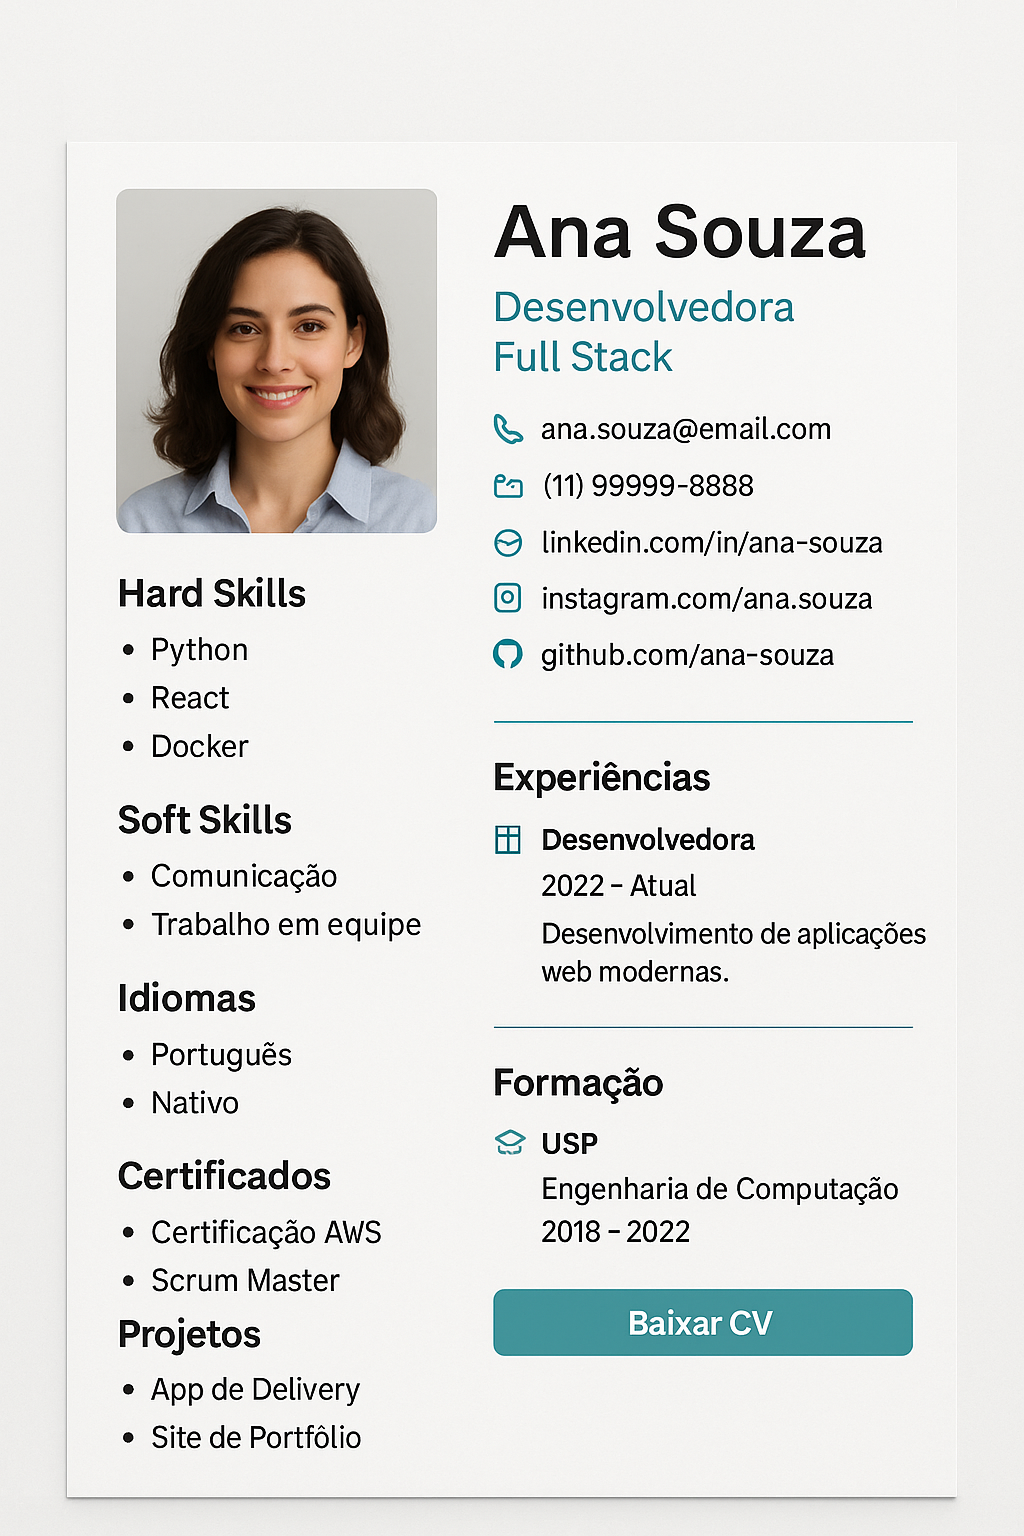 Ana Souza
Desenvolvedora
Full Stack
ana.souza@email.com
(11) 99999-8888
linkedin.com/in/ana-souza
instagram.com/ana.souza
github.com/ana-souza
Hard Skills
• Python
• React
• Docker
Soft Skills
• Comunicação
• Trabalho em equipe
Idiomas
• Portuguẽs
• Nativo
Certificados
• Certificação AWS
• Scrum Master
Projetos
• App de Delivery
• Site de Portfôlio
Experiências
Desenvolvedora
2022 – Atual
Desenvolvimento de aplicações
web modernas.
Formação
USP
Engenharia de Computação
2018 – 2022
Baixar CV